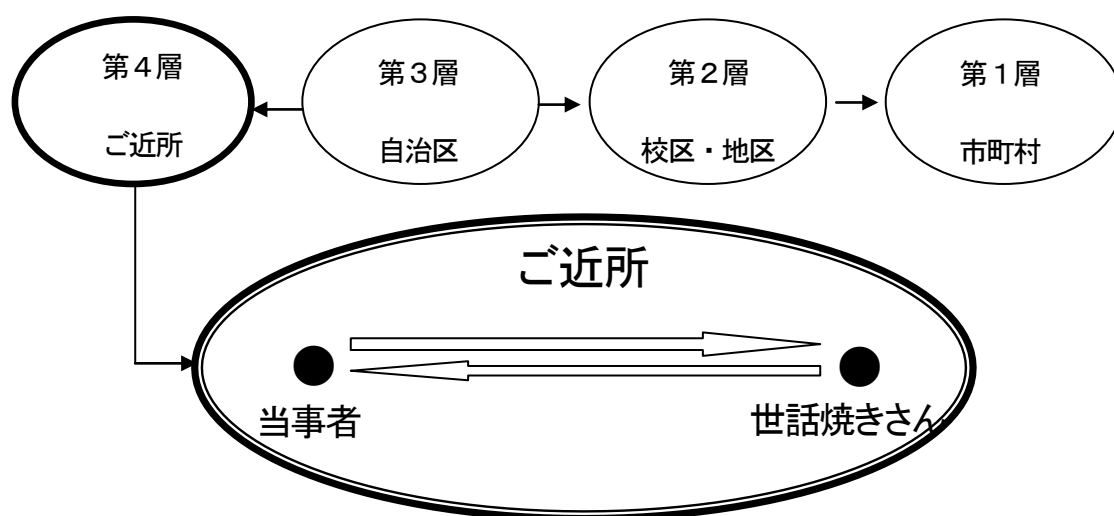 第4層
ご近所
第3層
自治区
第2層
校区・地区
第1層
市町村
ご近所
当事者
世話焼きさん